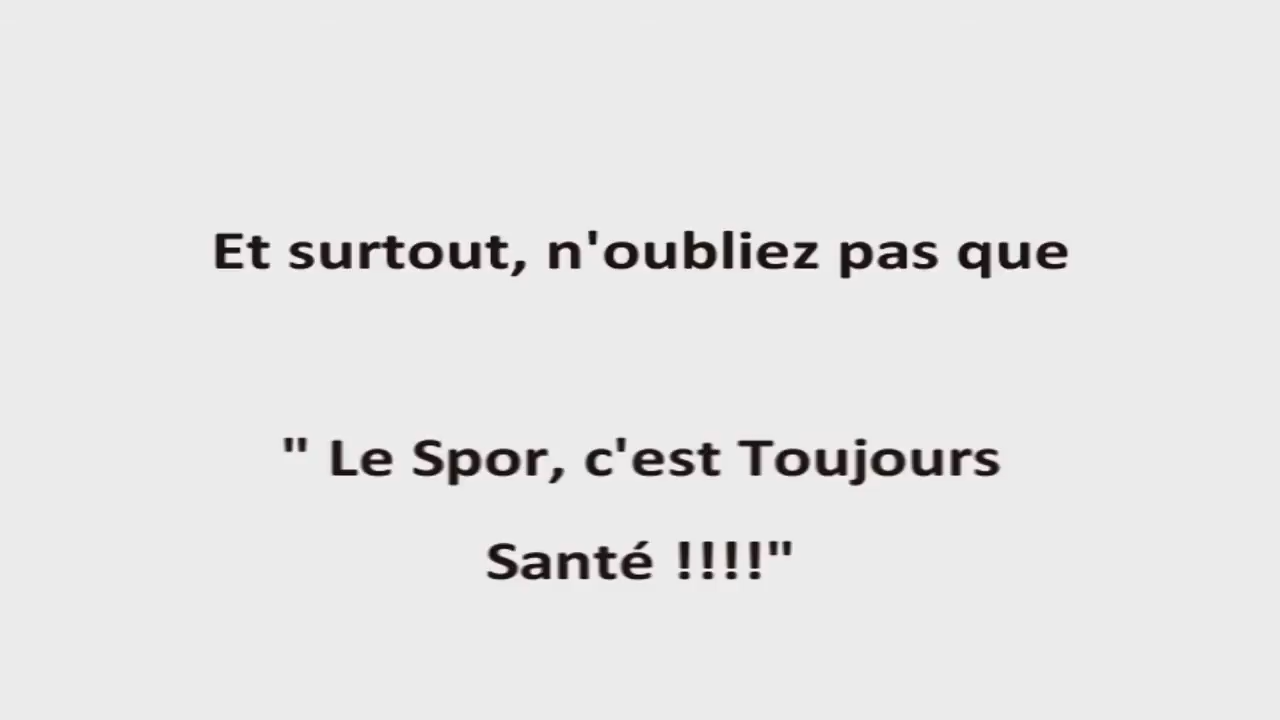 Et surtout, n'oubliez pas que
" Le Spor, c'est Toujours
Santé !!!!"